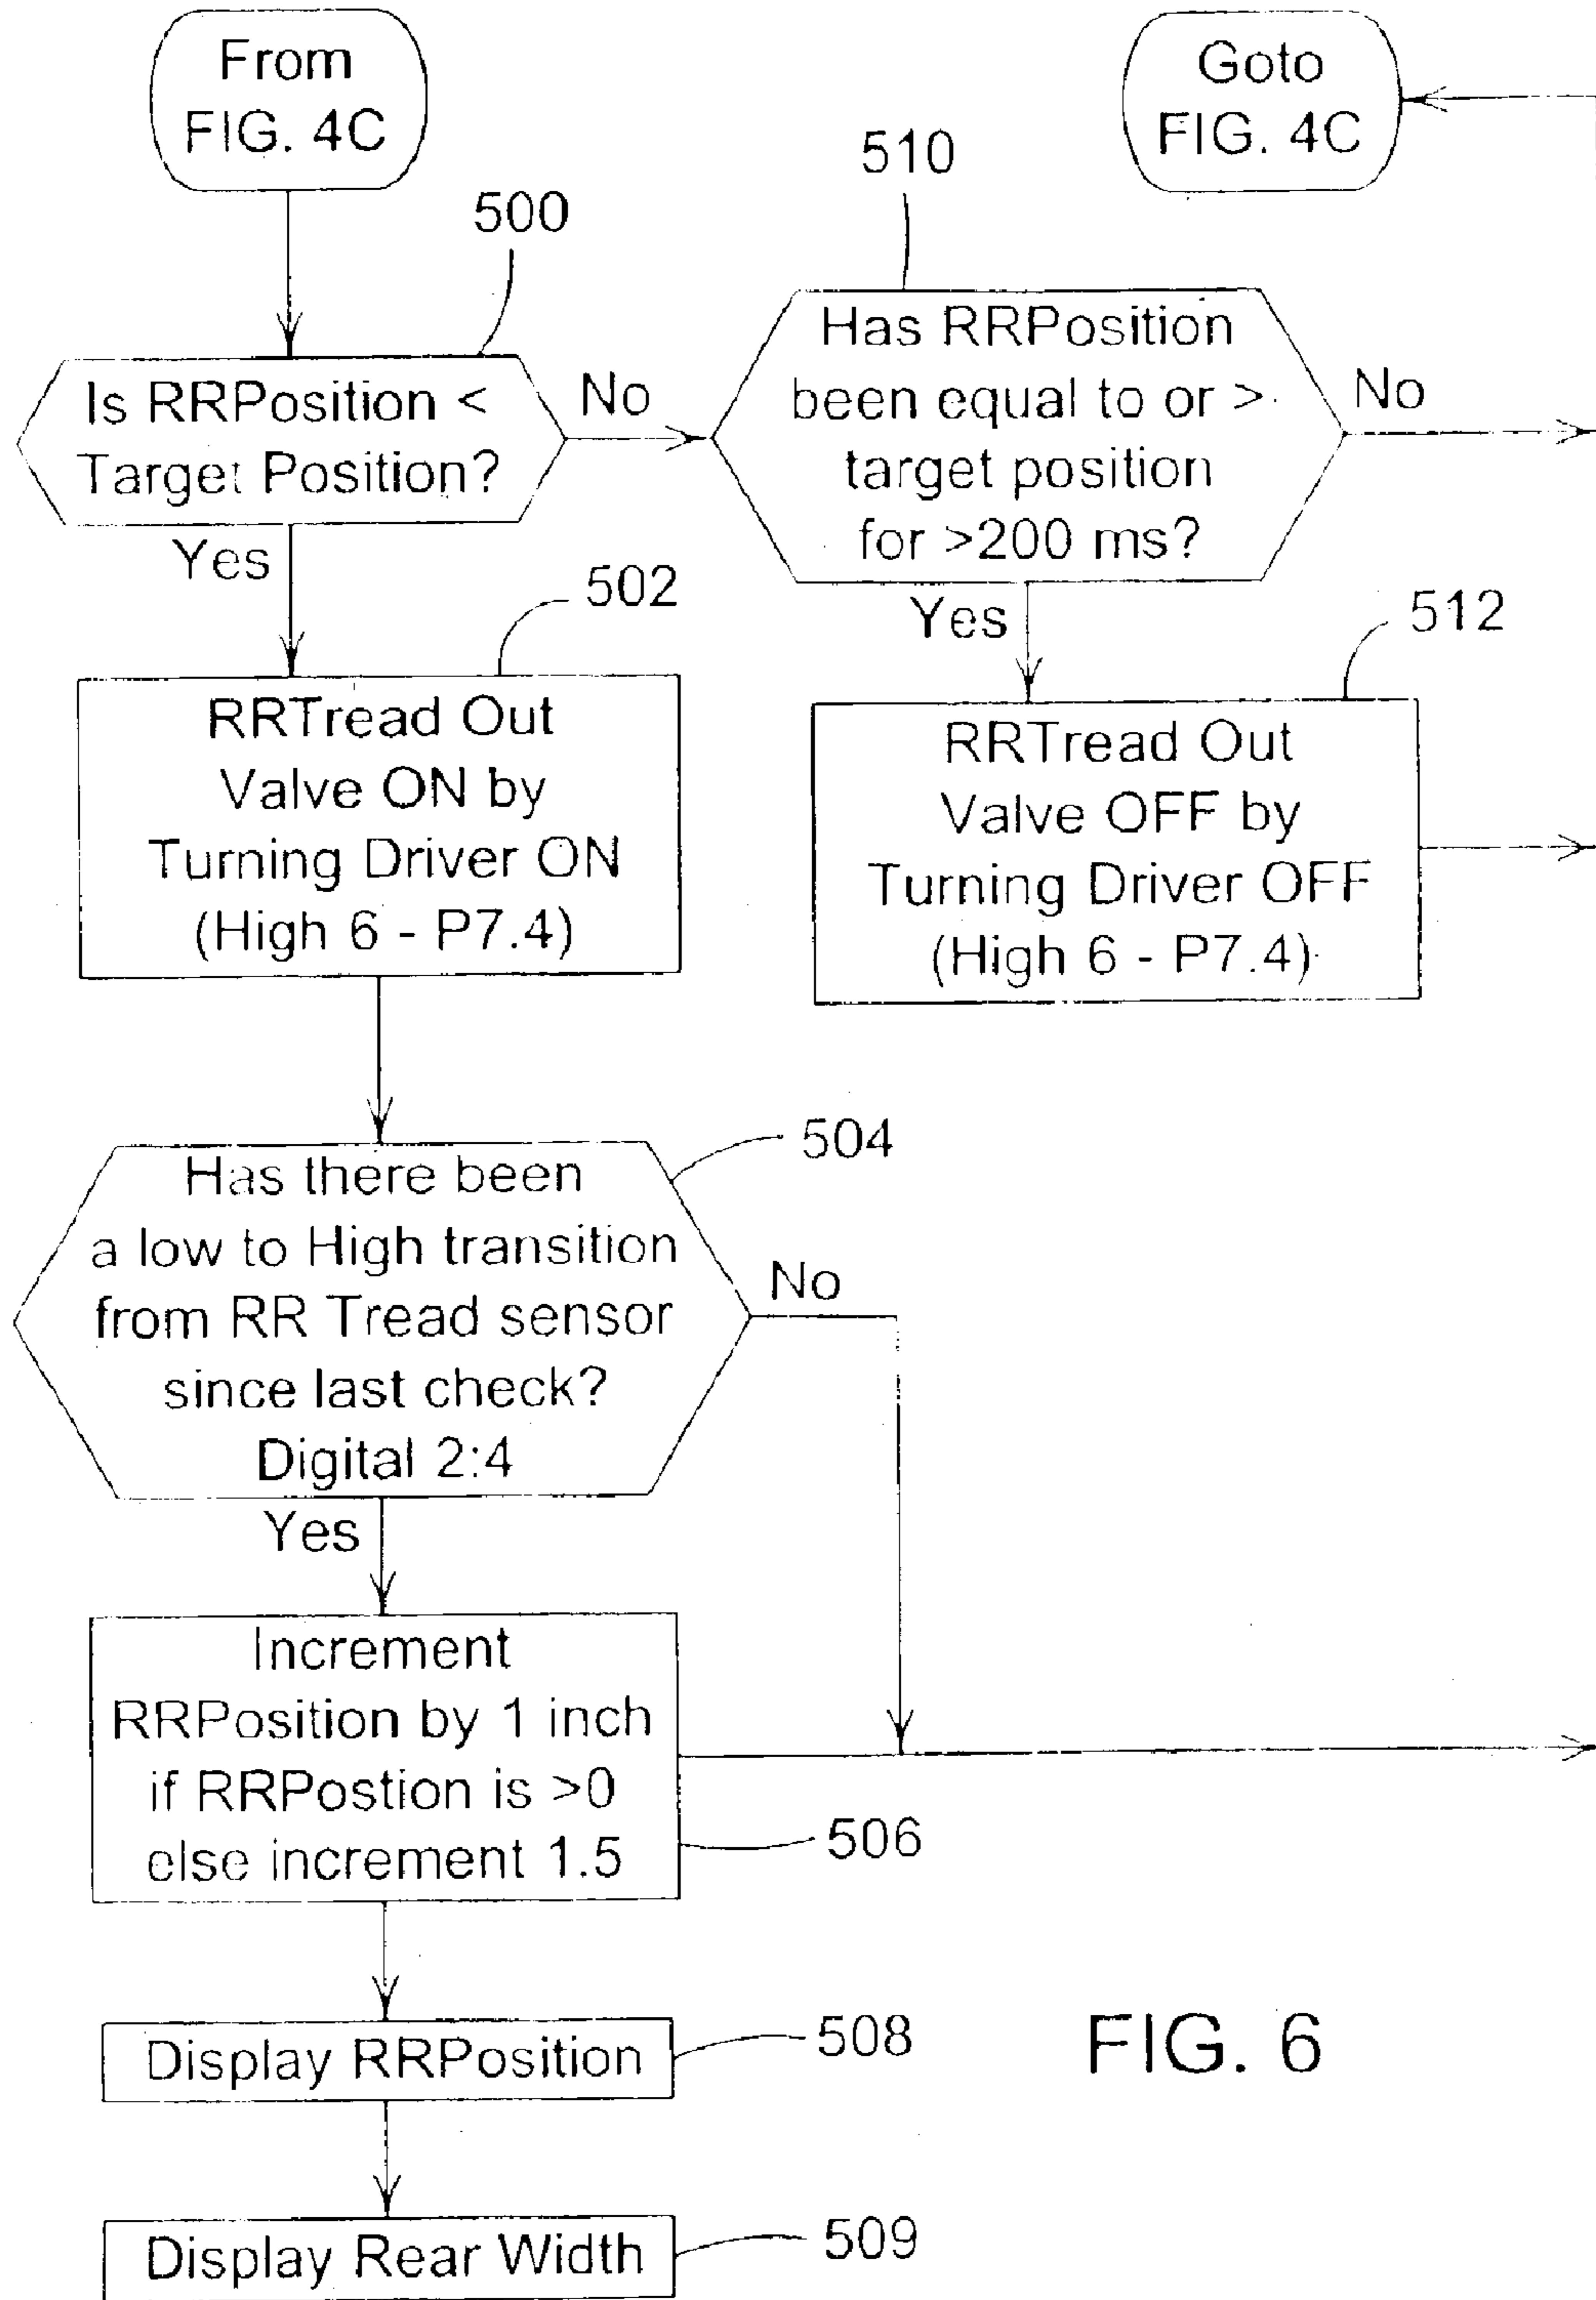 From
FIG. 4C
Goto
FIG. 4C
500
510
Is RRPosition <
Target Position?
No
Has RRPosition
been equal to or >
target position
for >200 ms?
No
Yes
502
Yes
512
RRTread Out
Valve ON by
Turning Driver ON
(High 6 - P7.4)
RRTread Out
Valve OFF by
Turning Driver OFF
(High 6 - P7.4)
504
Has there been
a low to High transition
from RR Tread sensor
since last check?
Digital 2:4
No
Yes
Increment
RRPosition by 1 inch
if RRPostion is >0
else increment 1.5
506
Display RRPosition
508
Display Rear Width
509
FIG. 6